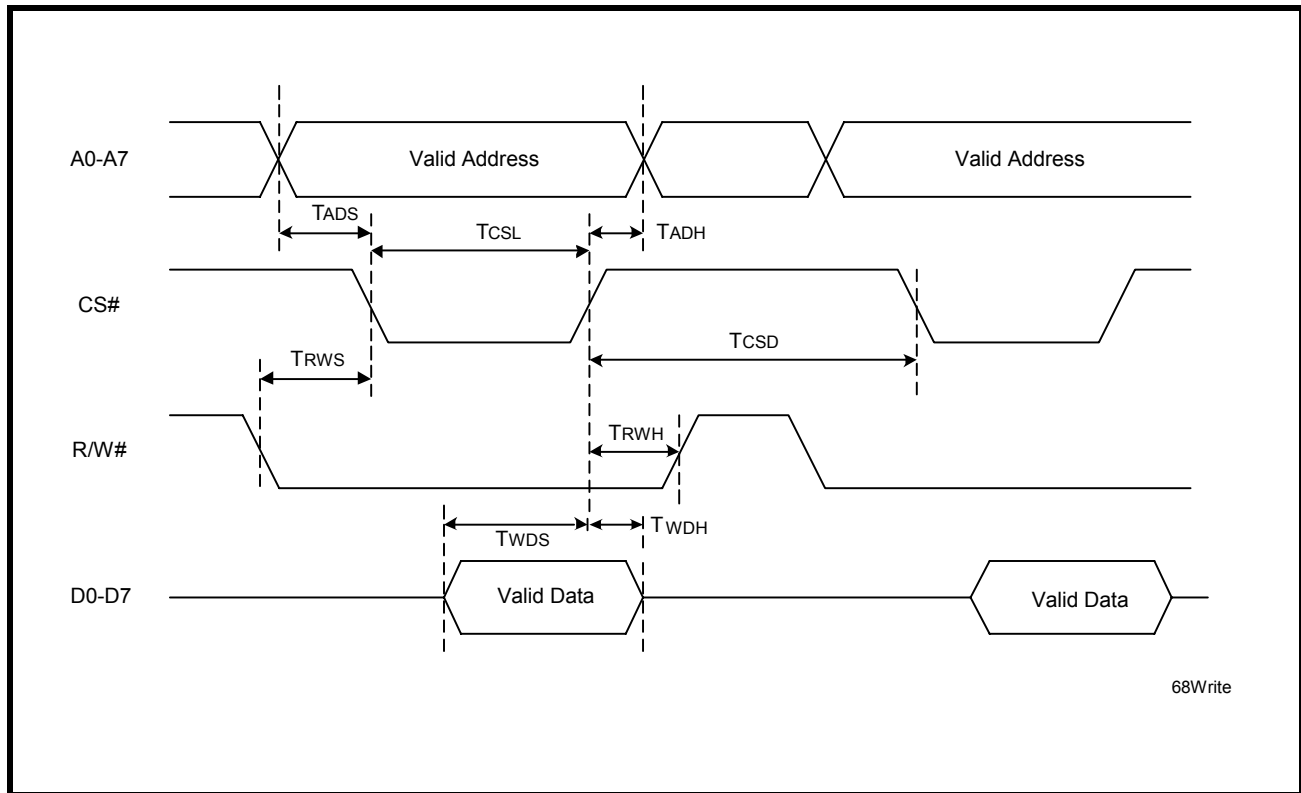 A0-A7
Valid Address
Valid Address
TADS
TCSL
TADH
CS#
TCSD
TRWS
R/W#
TRWH
TWDS
TWDH
D0-D7
Valid Data
Valid Data
68Write